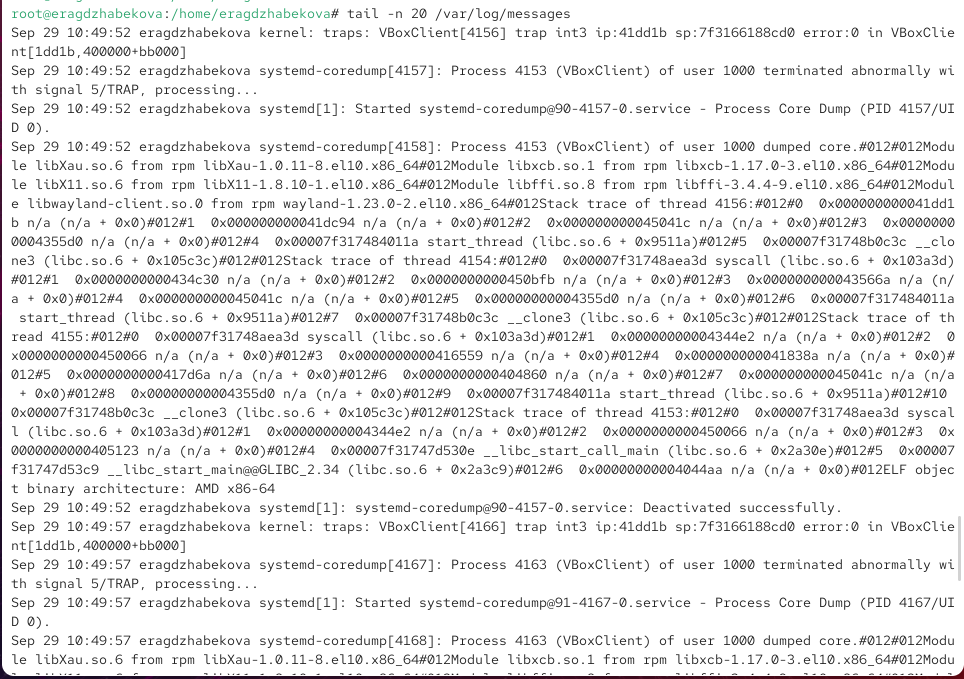 root@eragdzhabekova:/home/eragdzhabekova# tail -n 20 /var/log/messages
Sep 29 10:49:52 eragdzhabekova kernel: traps: VBoxClient[4156] trap int3 ip:41dd1b sp:7f3166188cd0 error:0 in VBoxClie
nt[1dd1b,400000+bb000]
Sep 29 10:49:52 eragdzhabekova systemd-coredump[4157]: Process 4153 (VBoxClient) of user 1000 terminated abnormally wi
th signal 5/TRAP, processing...
Sep 29 10:49:52 eragdzhabekova systemd[1]: Started systemd-coredump@90-4157-0.service - Process Core Dump (PID 4157/UI
D 0).
Sep 29 10:49:52 eragdzhabekova systemd-coredump[4158]: Process 4153 (VBoxClient) of user 1000 dumped core.#012#012Modu
le libXau.so.6 from rpm libXau-1.0.11-8.el10.x86_64#012Module libxcb.so.1 from rpm libxcb-1.17.0-3.el10.x86_64#012Modu
le libX11.so.6 from rpm libX11-1.8.10-1.el10.x86_64#012Module libffi.so.8 from rpm libffi-3.4.4-9.el10.x86_64#012Modul
e libwayland-client.so.0 from rpm wayland-1.23.0-2.el10.x86_64#012Stack trace of thread 4156:#012#0  0x000000000041dd1
b n/a (n/a + 0x0)#012#1  0x000000000041dc94 n/a (n/a + 0x0)#012#2  0x000000000045041c n/a (n/a + 0x0)#012#3  0x0000000
0004355d0 n/a (n/a + 0x0)#012#4  0x00007f317484011a start_thread (libc.so.6 + 0x9511a)#012#5  0x00007f31748b0c3c __clo
ne3 (libc.so.6 + 0x105c3c)#012#012Stack trace of thread 4154:#012#0  0x00007f31748aea3d syscall (libc.so.6 + 0x103a3d)
#012#1  0x0000000000434c30 n/a (n/a + 0x0)#012#2  0x0000000000450bfb n/a (n/a + 0x0)#012#3  0x000000000043566a n/a (n/
a + 0x0)#012#4  0x000000000045041c n/a (n/a + 0x0)#012#5  0x00000000004355d0 n/a (n/a + 0x0)#012#6  0x00007f317484011a
start_thread (libc.so.6 + 0x9511a)#012#7  0x00007f31748b0c3c __clone3 (libc.so.6 + 0x105c3c)#012#012Stack trace of th
read 4155:#012#0  0x00007f31748aea3d syscall (libc.so.6 + 0x103a3d)#012#1  0x00000000004344e2 n/a (n/a + 0x0)#012#2  0
x0000000000450066 n/a (n/a + 0x0)#012#3  0x0000000000416559 n/a (n/a + 0x0)#012#4  0x000000000041838a n/a (n/a + 0x0)#
012#5  0x0000000000417d6a n/a (n/a + 0x0)#012#6  0x0000000000404860 n/a (n/a + 0x0)#012#7  0x000000000045041c n/a (n/a
+ 0x0)#012#8  0x00000000004355d0 n/a (n/a + 0x0)#012#9  0x00007f317484011a start_thread (libc.so.6 + 0x9511a)#012#10
0x00007f31748b0c3c __clone3 (libc.so.6 + 0x105c3c)#012#012Stack trace of thread 4153:#012#0  0x00007f31748aea3d syscal
l (libc.so.6 + 0x103a3d)#012#1  0x00000000004344e2 n/a (n/a + 0x0)#012#2  0x0000000000450066 n/a (n/a + 0x0)#012#3  0x
0000000000405123 n/a (n/a + 0x0)#012#4  0x00007f31747d530e __libc_start_call_main (libc.so.6 + 0x2a30e)#012#5  0x00007
f31747d53c9 __libc_start_main@@GLIBC_2.34 (libc.so.6 + 0x2a3c9)#012#6  0x00000000004044aa n/a (n/a + 0x0)#012ELF objec
t binary architecture: AMD x86-64
Sep 29 10:49:52 eragdzhabekova systemd[1]: systemd-coredump@90-4157-0.service: Deactivated successfully.
Sep 29 10:49:57 eragdzhabekova kernel: traps: VBoxClient[4166] trap int3 ip:41dd1b sp:7f3166188cd0 error:0 in VBoxClie
nt[1dd1b,400000+bb000]
Sep 29 10:49:57 eragdzhabekova systemd-coredump[4167]: Process 4163 (VBoxClient) of user 1000 terminated abnormally wi
th signal 5/TRAP, processing...
Sep 29 10:49:57 eragdzhabekova systemd[1]: Started systemd-coredump@91-4167-0.service - Process Core Dump (PID 4167/UI
D 0).
Sep 29 10:49:57 eragdzhabekova systemd-coredump[4168]: Process 4163 (VBoxClient) of user 1000 dumped core.#012#012Modu
le libXau.so.6 from rpm libXau-1.0.11-8.el10.x86_64#012Module libxcb.so.1 from rpm libxcb-1.17.0-3.el10.x86_64#012Modu